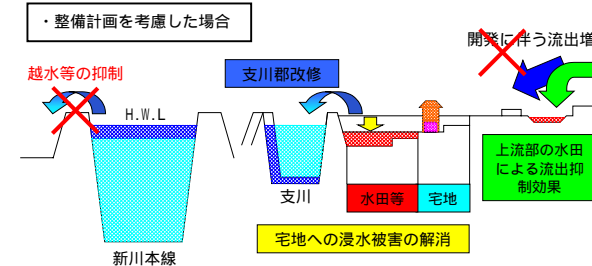 ・整備計画を考慮した場合
開発に伴う流出増
越水等の抑制
支川郡改修
H.W.L
上流部の水田
による流出抑
制効果
支川
水田等
宅地
宅地への浸水被害の解消
新川本線